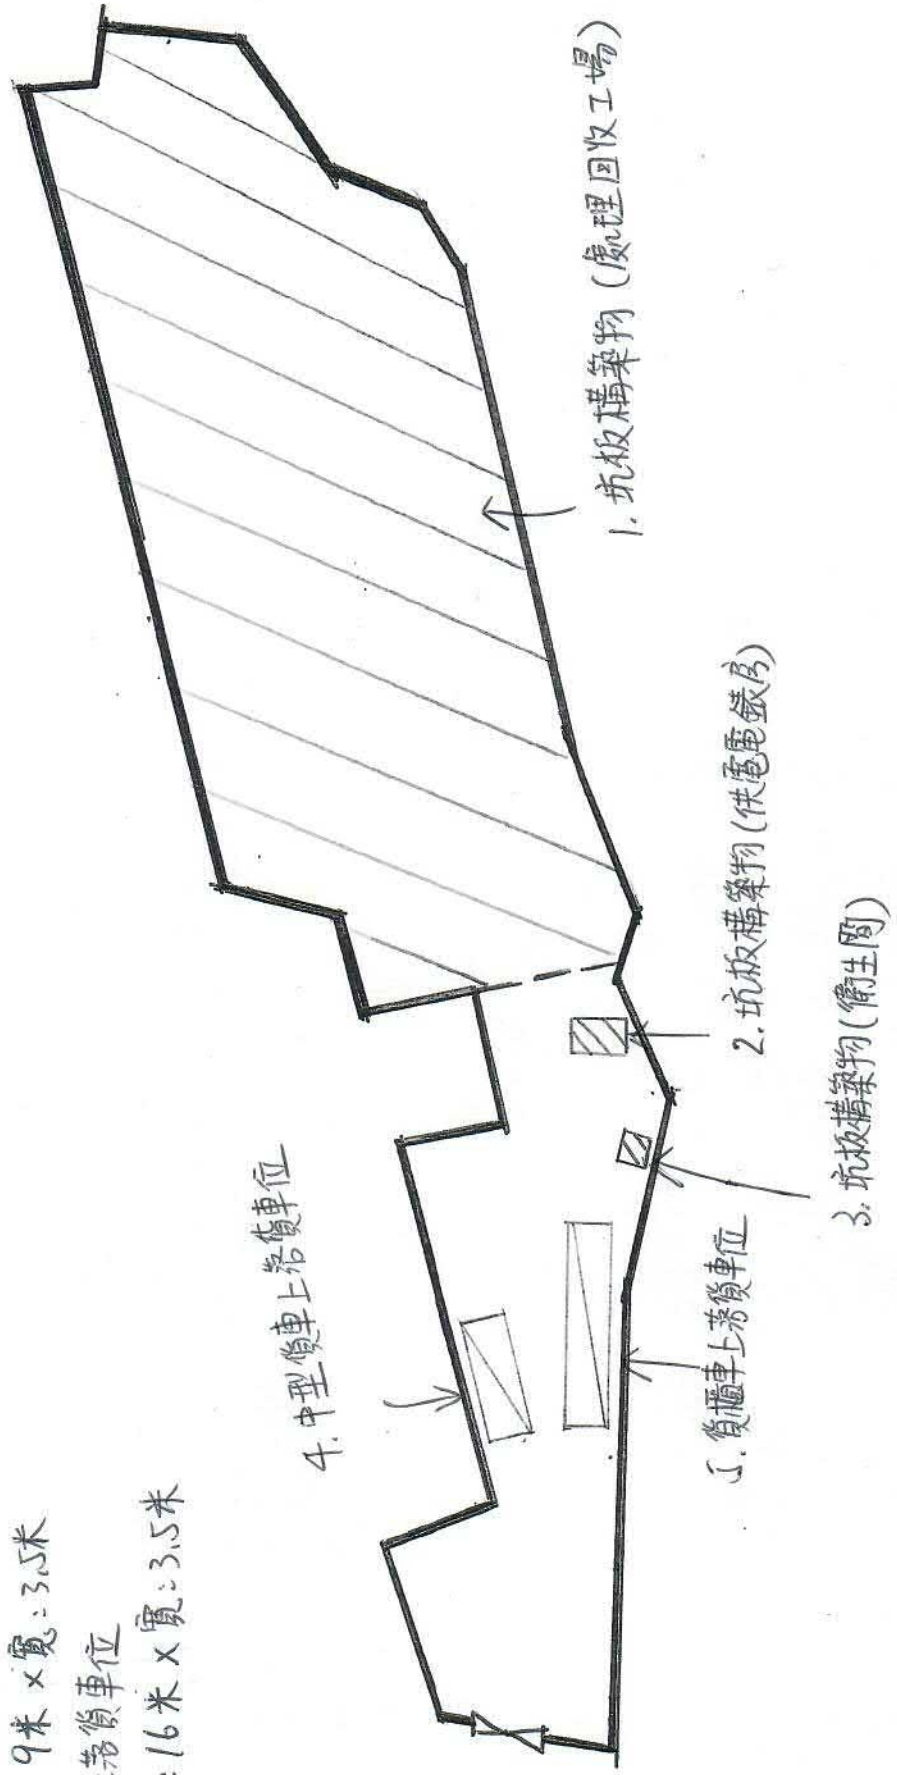 9米 x 寬:3.5米
落貨車位
:16米 x 寬:3.5米
4. 中型貨車上落貨車位
5. 貨櫃車上落貨車位
3. 坑板構築物(衛生間)
2. 坑板構築物(供電電錶房)
1. 坑板構築物(處理回收工場)